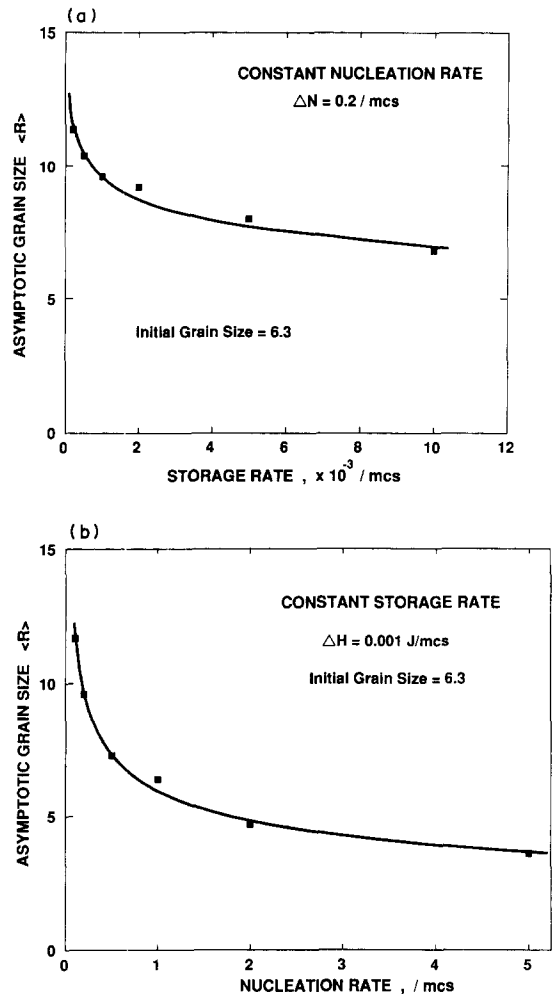 (a)
15
10
5
0
ASYMPTOTIC GRAIN SIZE <R>
CONSTANT NUCLEATION RATE
△N = 0.2 / mcs
Initial Grain Size = 6.3
0 2 4 6 8 10 12
STORAGE RATE , x 10⁻³ / mcs
(b)
15
10
5
0
ASYMPTOTIC GRAIN SIZE <R>
CONSTANT STORAGE RATE
△H = 0.001 J/mcs
Initial Grain Size = 6.3
0 1 2 3 4 5
NUCLEATION RATE , / mcs